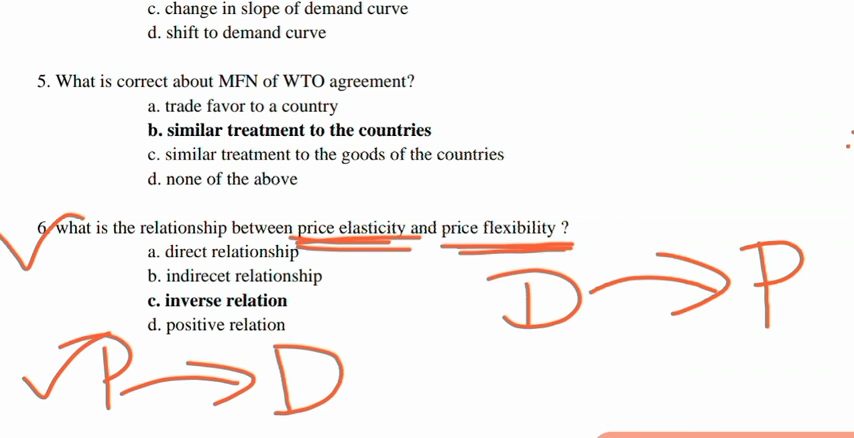 c. change in slope of demand curve
d. shift to demand curve
5. What is correct about MFN of WTO agreement?
a. trade favor to a country
b. similar treatment to the countries
c. similar treatment to the goods of the countries
d. none of the above
6. what is the relationship between price elasticity and price flexibility ?
a. direct relationship
b. indirecet relationship
c. inverse relation
d. positive relation
D → P
P → D